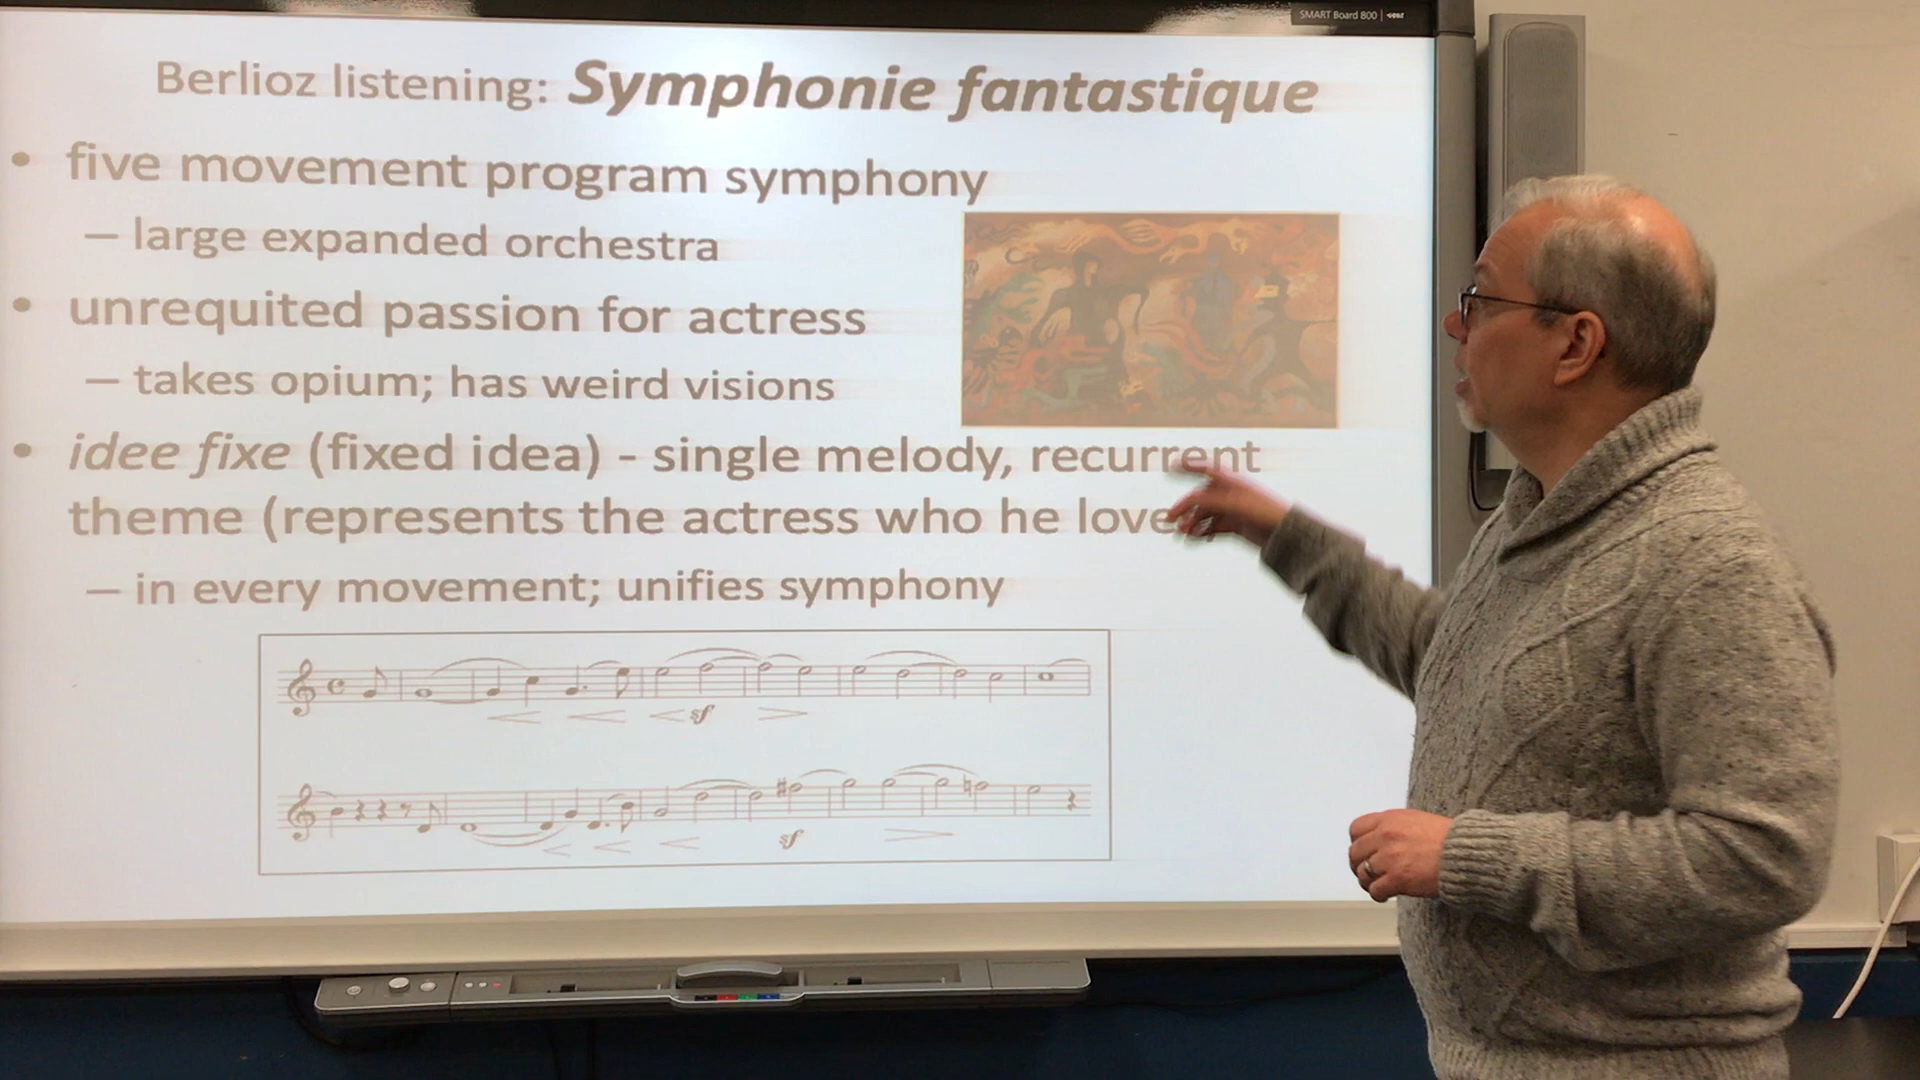 SMART Board 800
Berlioz listening: Symphonie fantastique
• five movement program symphony
– large expanded orchestra
• unrequited passion for actress
– takes opium; has weird visions
• idee fixe (fixed idea) - single melody, recurrent
theme (represents the actress who he love
– in every movement; unifies symphony
sf
sf